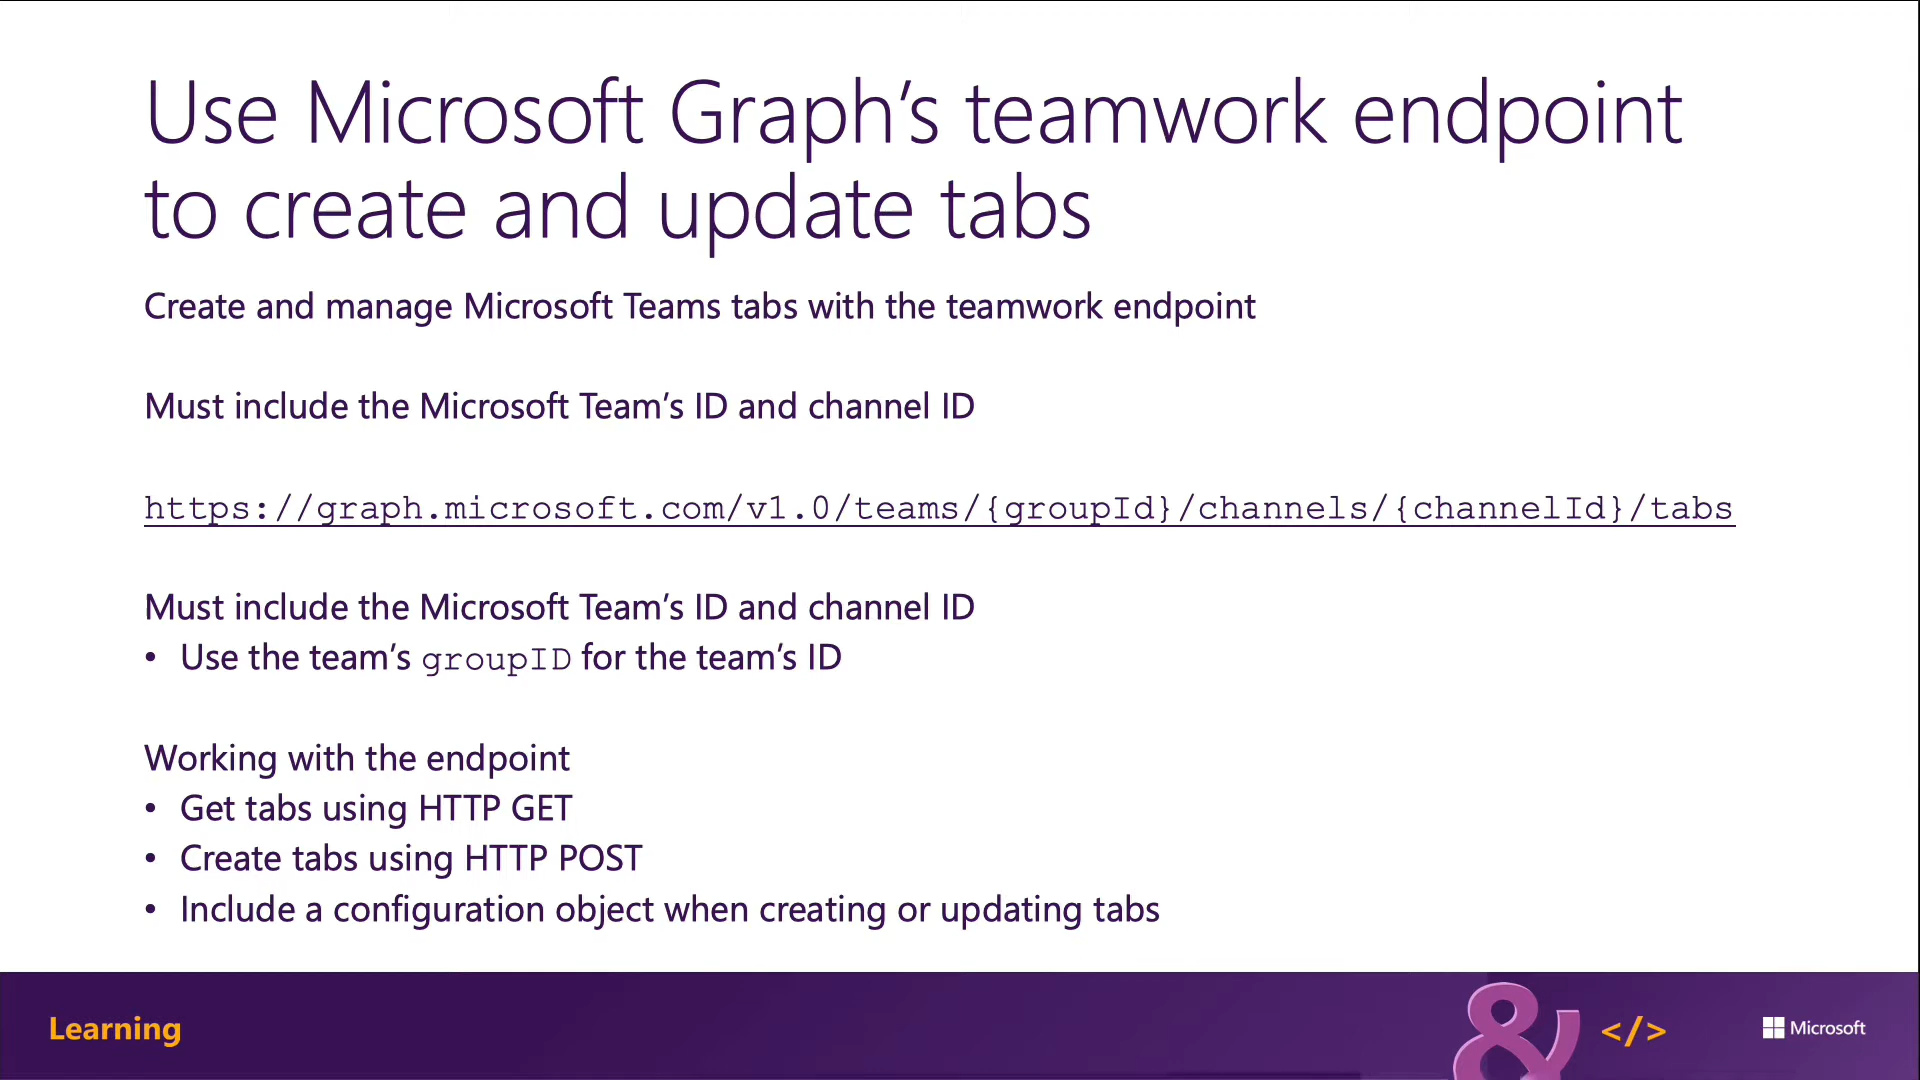 Use Microsoft Graph’s teamwork endpoint
to create and update tabs
Create and manage Microsoft Teams tabs with the teamwork endpoint
Must include the Microsoft Team’s ID and channel ID
https://graph.microsoft.com/v1.0/teams/{groupId}/channels/{channelId}/tabs
Must include the Microsoft Team’s ID and channel ID
• Use the team’s groupID for the team’s ID
Working with the endpoint
• Get tabs using HTTP GET
• Create tabs using HTTP POST
• Include a configuration object when creating or updating tabs
Learning & </> Microsoft